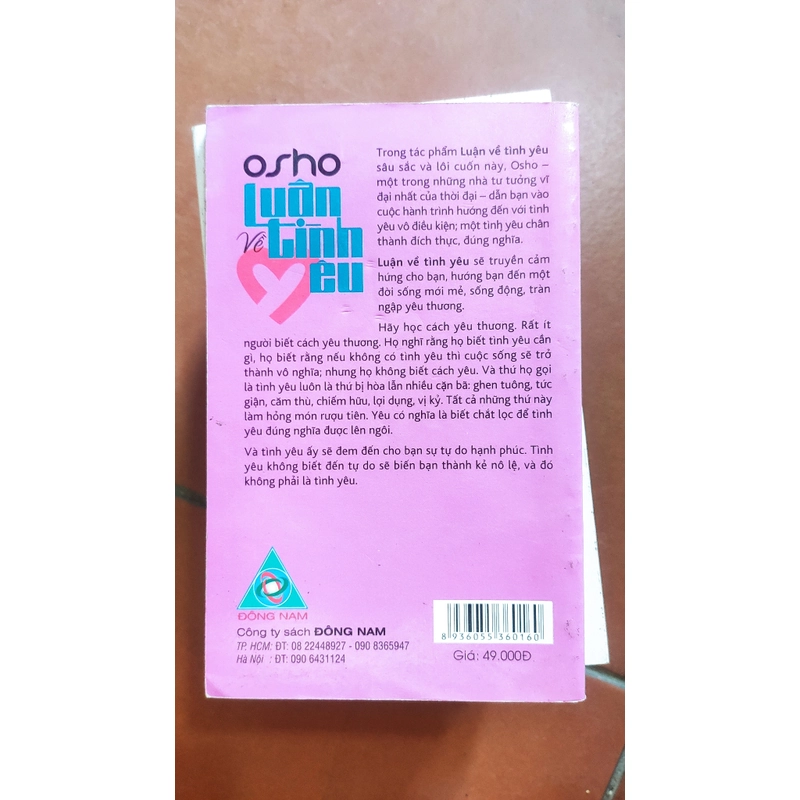 osho
Luận
Về tình
yêu
Trong tác phẩm Luận về tình yêu
sâu sắc và lôi cuốn này, Osho –
một trong những nhà tư tưởng vĩ
đại nhất của thời đại – dẫn bạn vào
cuộc hành trình hướng đến với tình
yêu vô điều kiện; một tình yêu chân
thành đích thực, đúng nghĩa.
Luận về tình yêu sẽ truyền cảm
hứng cho bạn, hướng bạn đến một
đời sống mới mẻ, sống động, tràn
ngập yêu thương.
Hãy học cách yêu thương. Rất ít
người biết cách yêu thương. Họ nghĩ rằng họ biết tình yêu cần
gì, họ biết rằng nếu không có tình yêu thì cuộc sống sẽ trở
thành vô nghĩa; nhưng họ không biết cách yêu. Và thứ họ gọi
là tình yêu luôn là thứ bị hòa lẫn nhiều cặn bã: ghen tuông, tức
giận, căm thù, chiếm hữu, lợi dụng, vị kỷ. Tất cả những thứ này
làm hỏng món rượu tiên. Yêu có nghĩa là biết chắt lọc để tình
yêu đúng nghĩa được lên ngôi.
Và tình yêu ấy sẽ đem đến cho bạn sự tự do hạnh phúc. Tình
yêu không biết đến tự do sẽ biến bạn thành kẻ nô lệ, và đó
không phải là tình yêu.
ĐÔNG NAM
Công ty sách ĐÔNG NAM
TP. HCM: ĐT: 08 22448927 - 090 8365947
Hà Nội : ĐT: 090 6431124
8 936055 360160
Giá: 49.000Đ